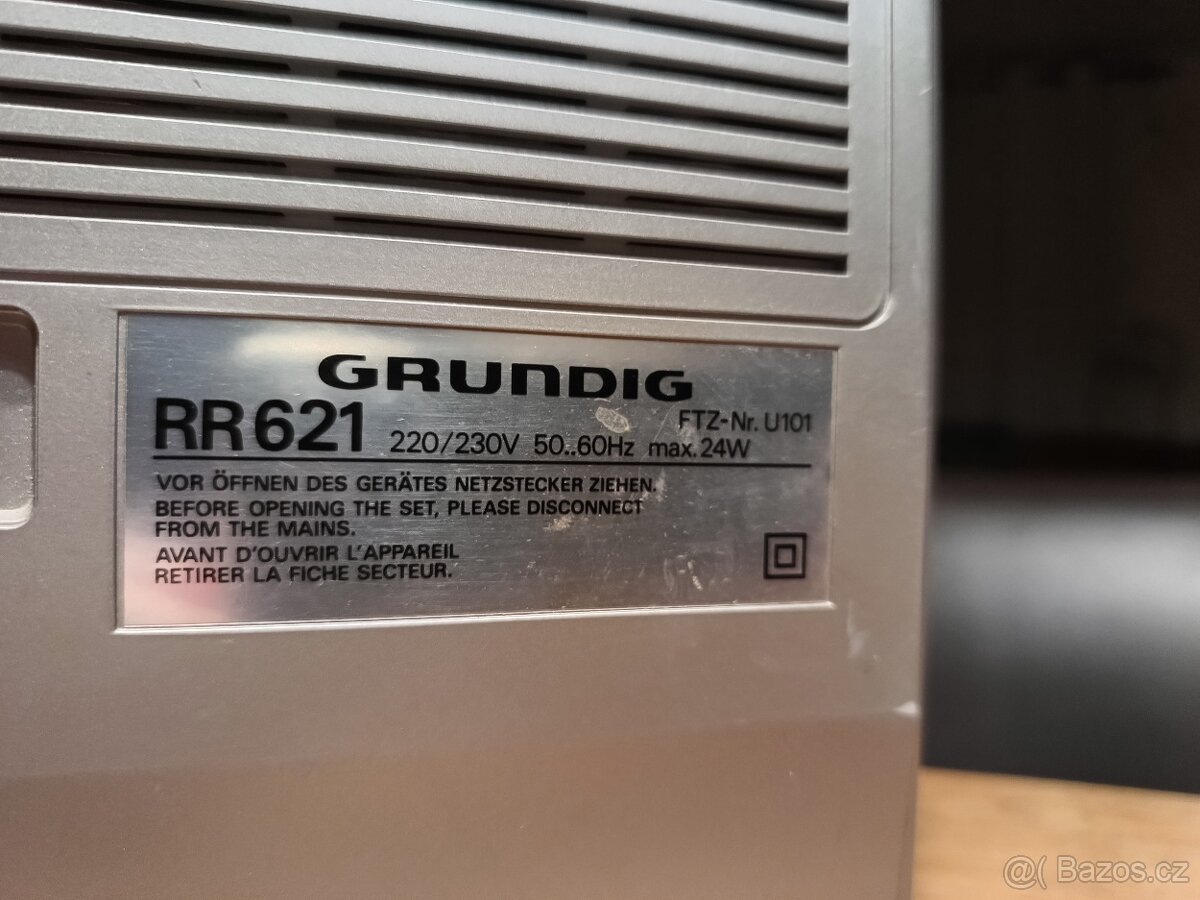 GRUNDIG
RR 621 220/230V 50..60Hz max. 24W FTZ-Nr. U101
VOR ÖFFNEN DES GERÄTES NETZSTECKER ZIEHEN.
BEFORE OPENING THE SET, PLEASE DISCONNECT
FROM THE MAINS.
AVANT D'OUVRIR L'APPAREIL
RETIRER LA FICHE SECTEUR.
@( Bazos.cz